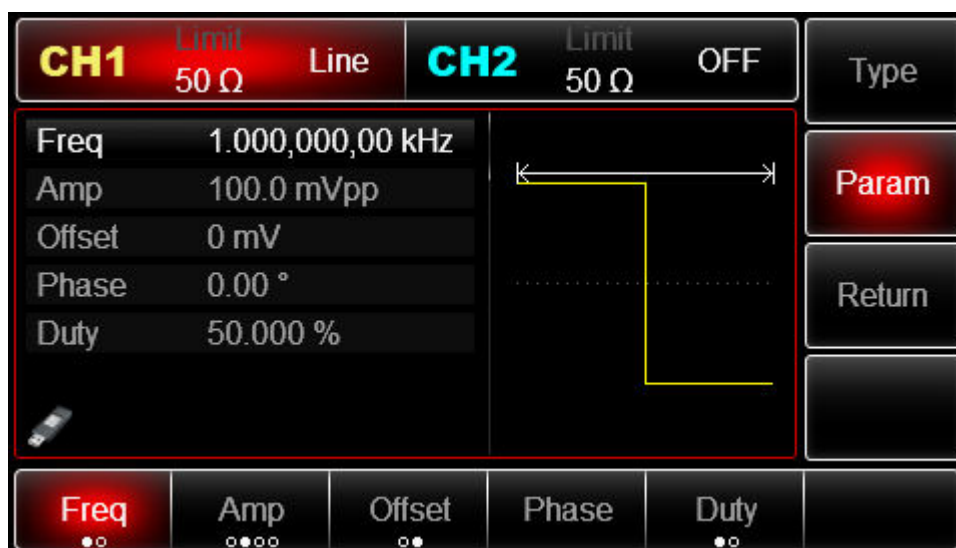 CH1 Limit 50 Ω Line CH2 Limit 50 Ω OFF
Type
Freq 1.000,000,00 kHz
Amp 100.0 mVpp
Offset 0 mV
Phase 0.00 °
Duty 50.000 %
Param
Return
Freq Amp Offset Phase Duty